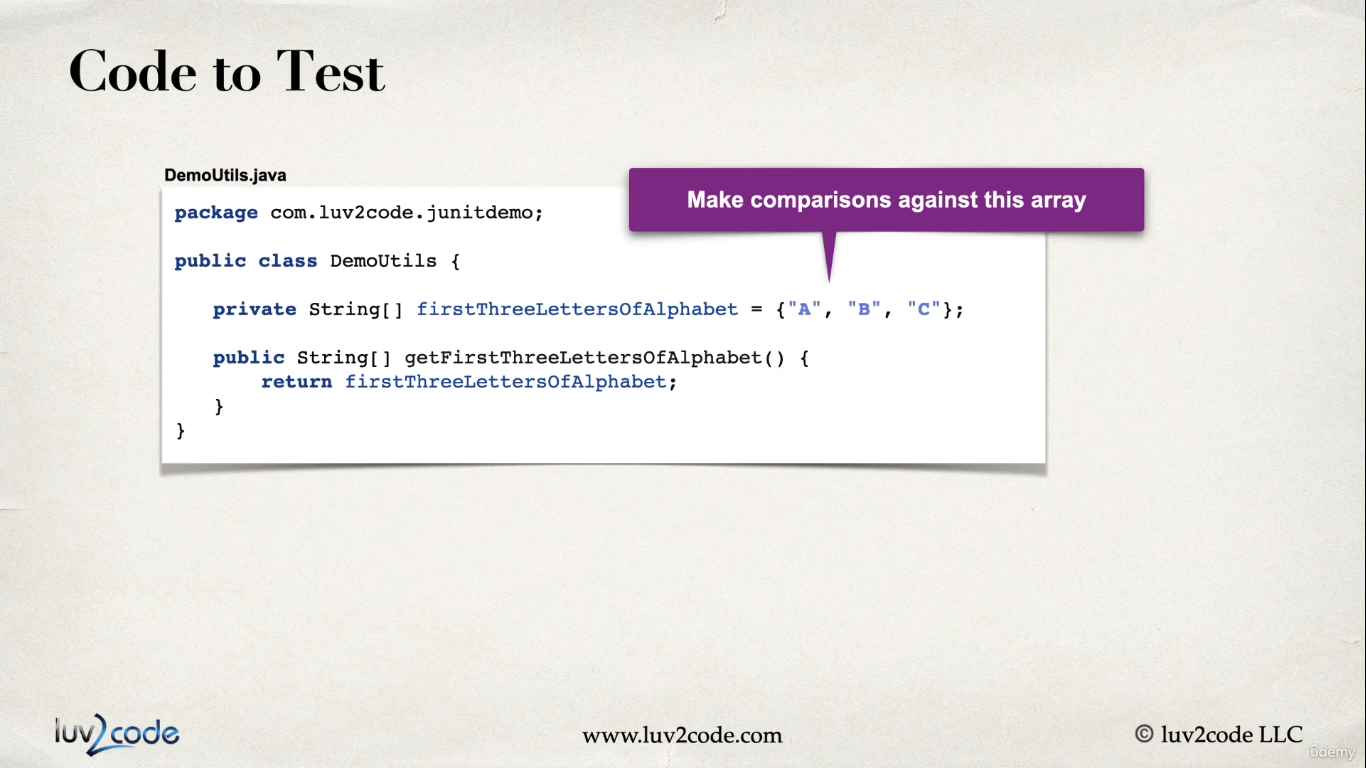 Code to Test
DemoUtils.java
Make comparisons against this array
package com.luv2code.junitdemo;
public class DemoUtils {
private String[] firstThreeLettersOfAlphabet = {"A", "B", "C"};
public String[] getFirstThreeLettersOfAlphabet() {
return firstThreeLettersOfAlphabet;
}
}
luv2code
www.luv2code.com
© luv2code LLC
ûdemy